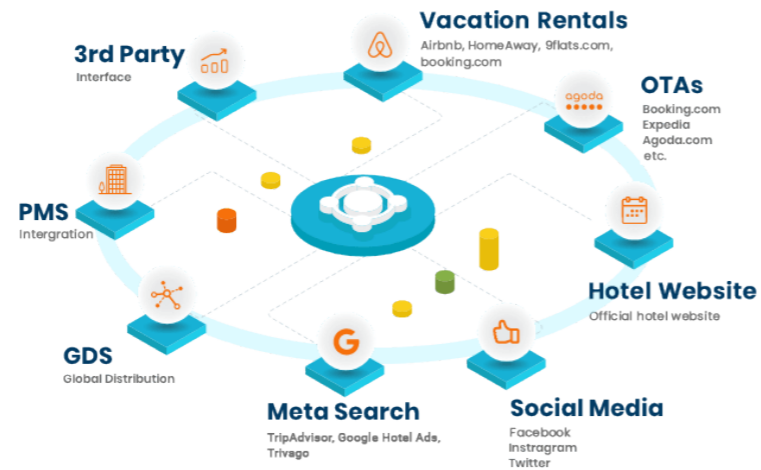 Vacation Rentals
Airbnb, HomeAway, 9flats.com,
booking.com
3rd Party
Interface
agoda
OTAs
Booking.com
Expedia
Agoda.com
etc.
PMS
Intergration
Hotel Website
Official hotel website
GDS
Global Distribution
G
Meta Search
TripAdvisor, Google Hotel Ads,
Trivago
Social Media
Facebook
Instragram
Twitter